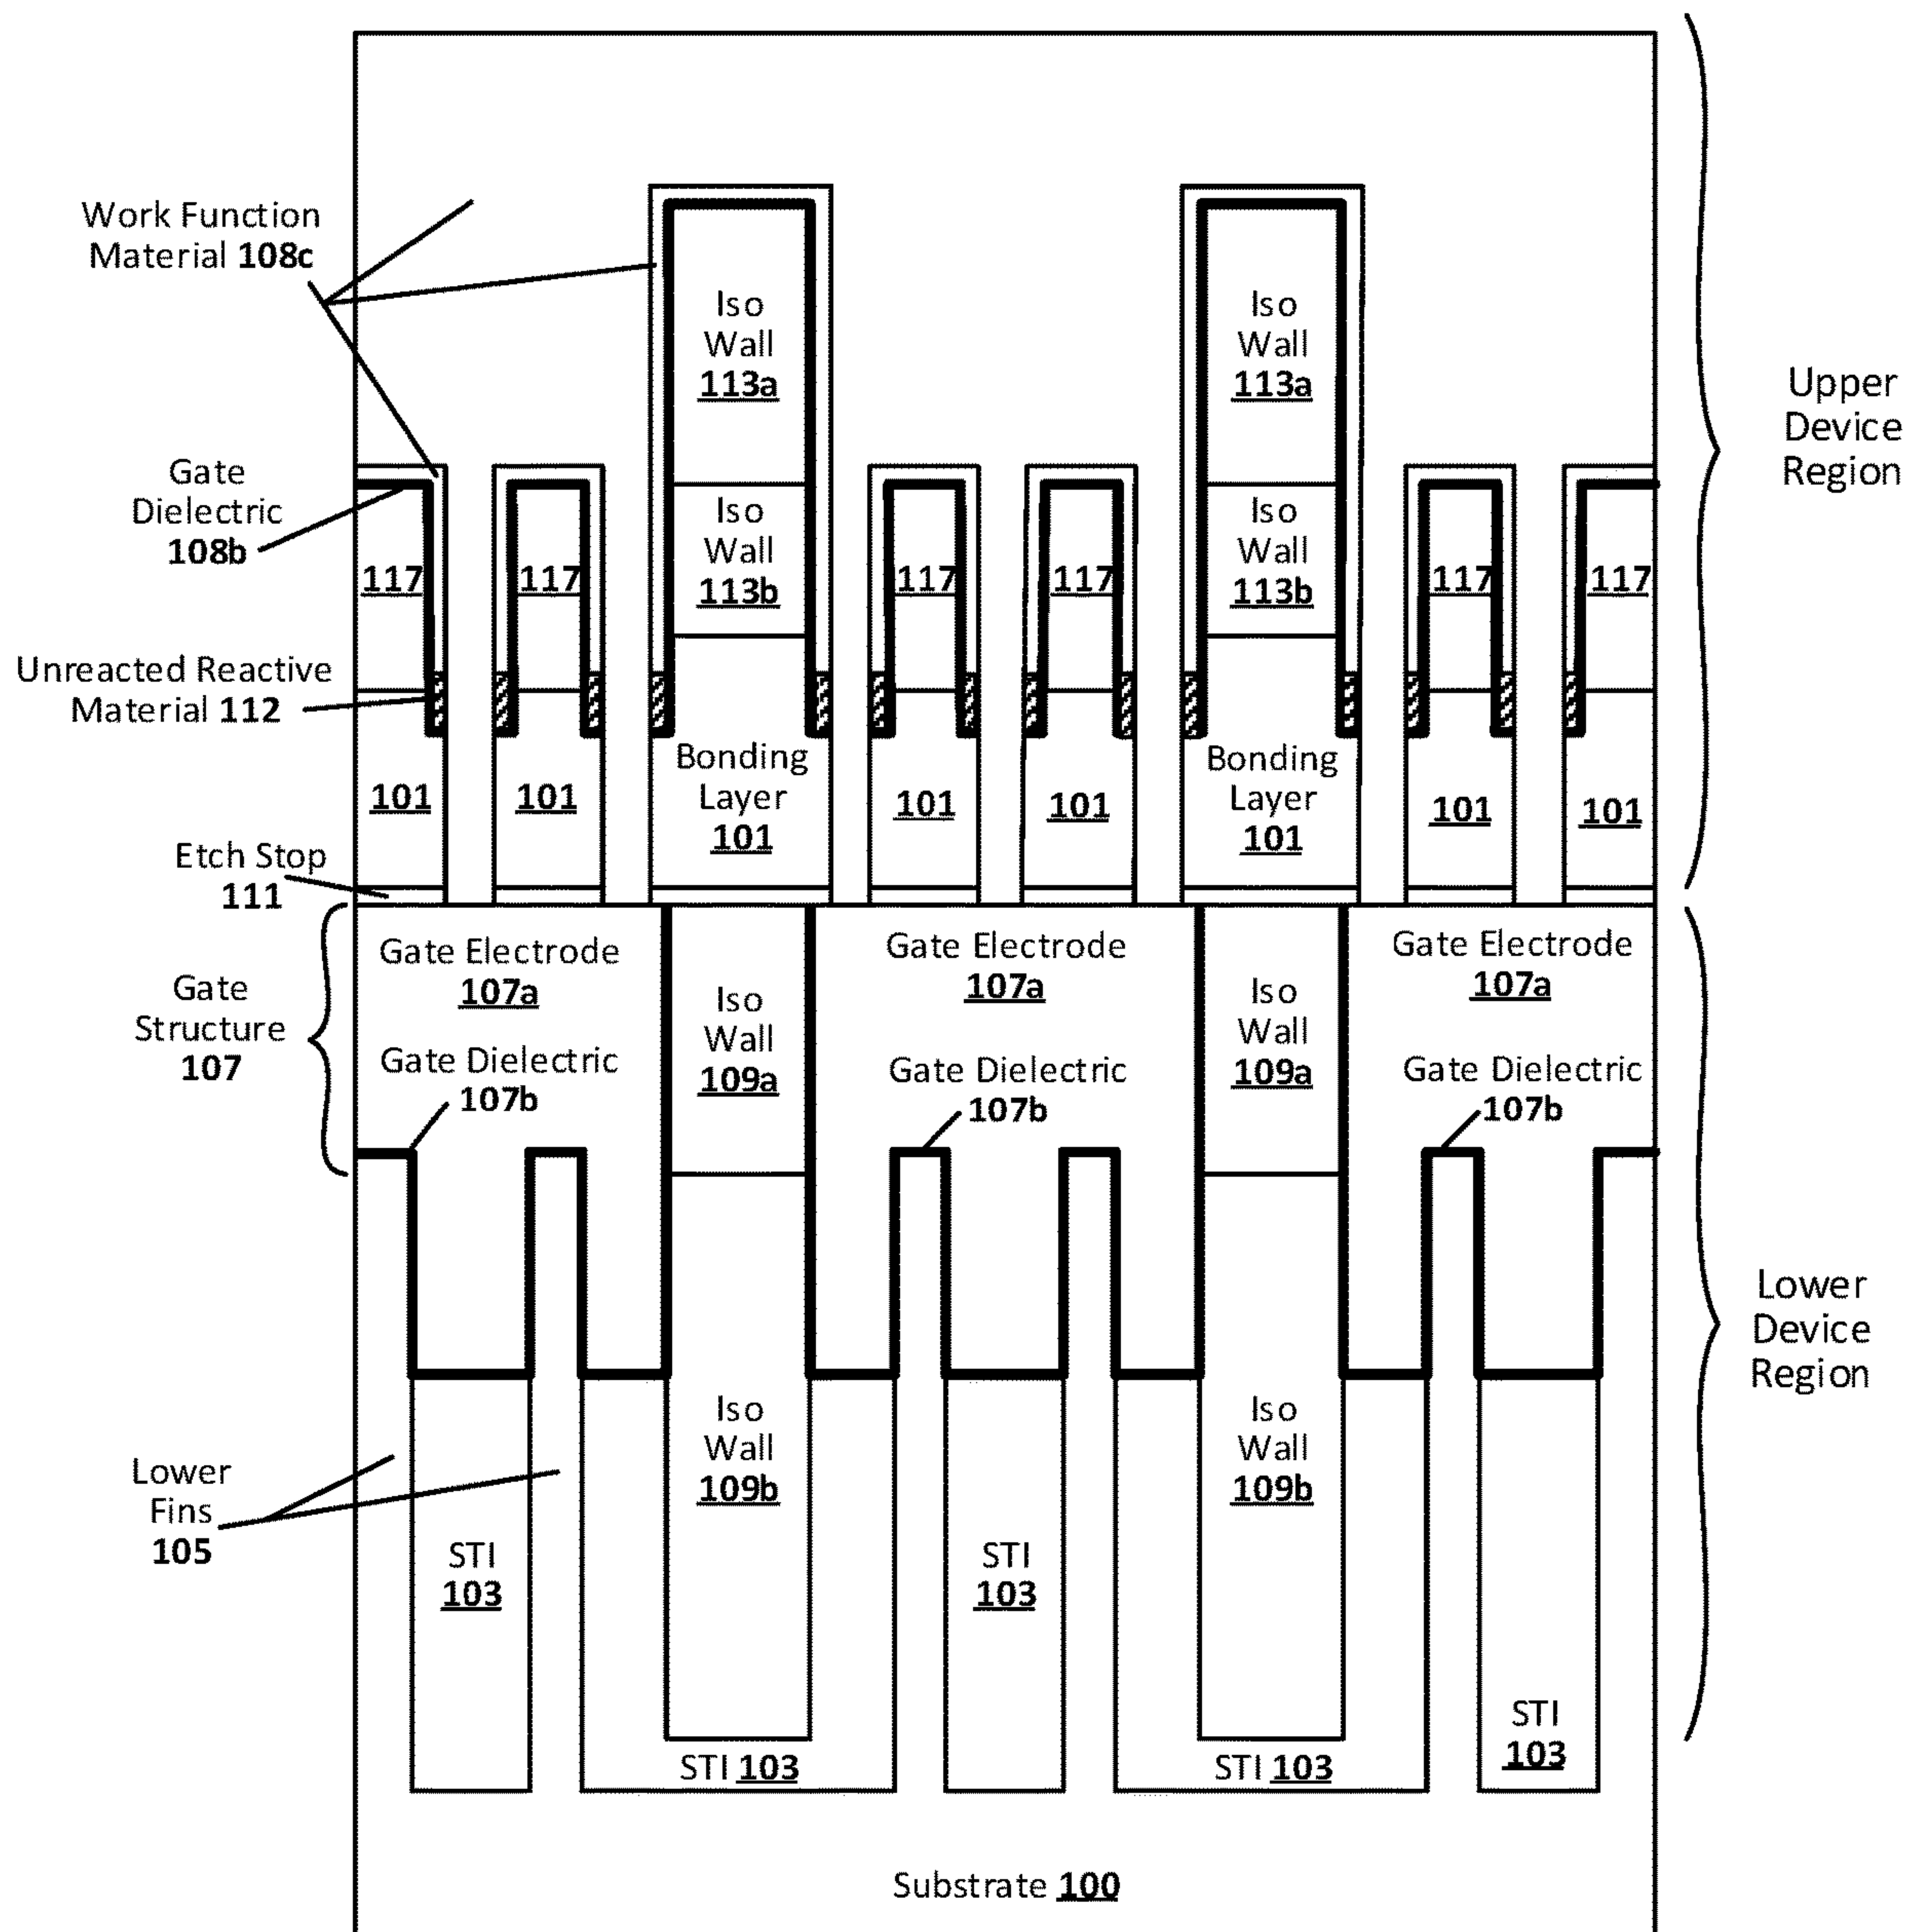 Work Function
Material 108c
Iso
Wall
113a
Iso
Wall
113a
Upper
Device
Region
Gate
Dielectric
108b
Iso
Wall
113b
Iso
Wall
113b
117
117
117
117
117
117
Unreacted Reactive
Material 112
Bonding
Layer
101
Bonding
Layer
101
101
101
101
101
101
101
Etch Stop
111
Gate Electrode
107a
Gate Electrode
107a
Gate Electrode
107a
Gate
Structure
107
Iso
Wall
109a
Iso
Wall
109a
Gate Dielectric
107b
Gate Dielectric
107b
Gate Dielectric
107b
Lower
Device
Region
Iso
Wall
109b
Iso
Wall
109b
Lower
Fins
105
STI
103
STI
103
STI
103
STI 103
STI 103
Substrate 100